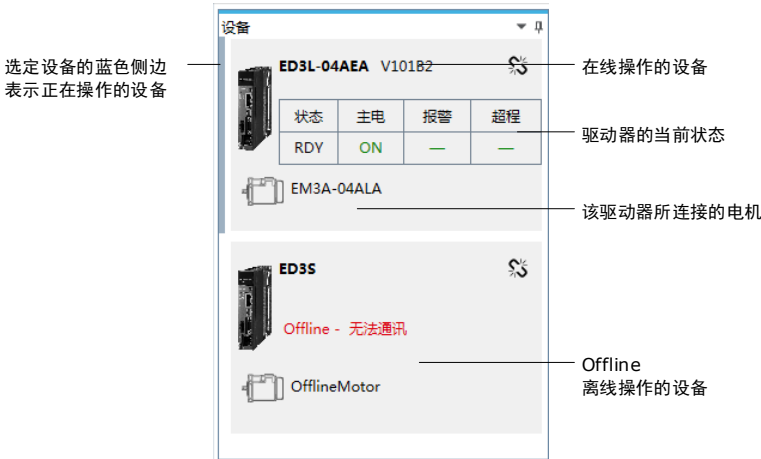 设备
选定设备的蓝色侧边
表示正在操作的设备
ED3L-04AEA V101B2
在线操作的设备
状态 主电 报警 超程
RDY ON — —
驱动器的当前状态
EM3A-04ALA
该驱动器所连接的电机
ED3S
Offline - 无法通讯
OfflineMotor
Offline
离线操作的设备